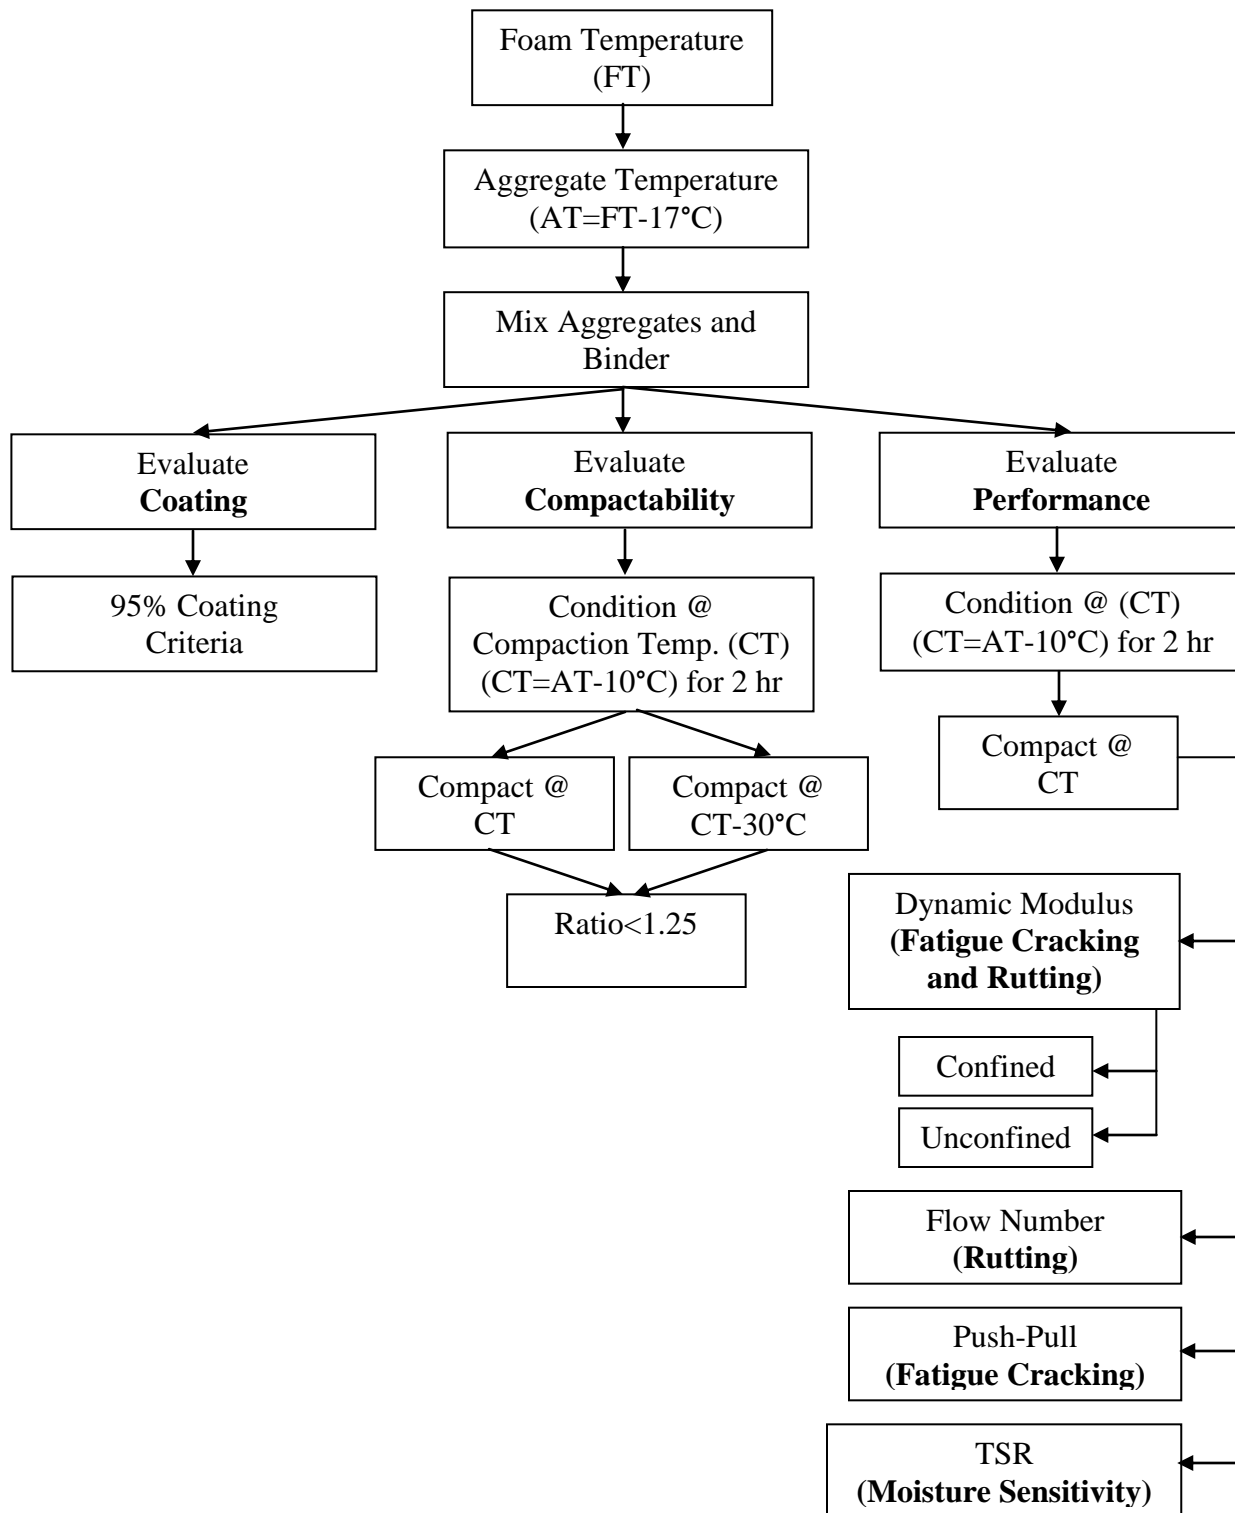 Foam Temperature
(FT)
Aggregate Temperature
(AT=FT-17°C)
Mix Aggregates and
Binder
Evaluate
Coating
Evaluate
Compactability
Evaluate
Performance
95% Coating
Criteria
Condition @
Compaction Temp. (CT)
(CT=AT-10°C) for 2 hr
Condition @ (CT)
(CT=AT-10°C) for 2 hr
Compact @
CT
Compact @
CT-30°C
Compact @
CT
Ratio<1.25
Dynamic Modulus
(Fatigue Cracking
and Rutting)
Confined
Unconfined
Flow Number
(Rutting)
Push-Pull
(Fatigue Cracking)
TSR
(Moisture Sensitivity)